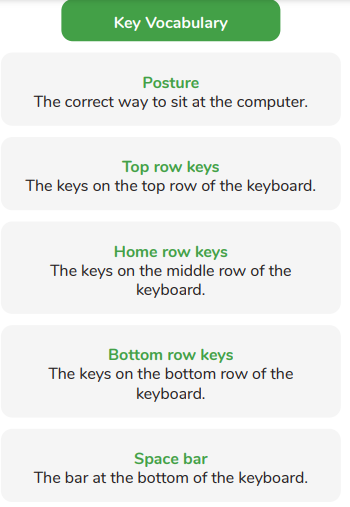 Key Vocabulary
Posture
The correct way to sit at the computer.
Top row keys
The keys on the top row of the keyboard.
Home row keys
The keys on the middle row of the
keyboard.
Bottom row keys
The keys on the bottom row of the
keyboard.
Space bar
The bar at the bottom of the keyboard.